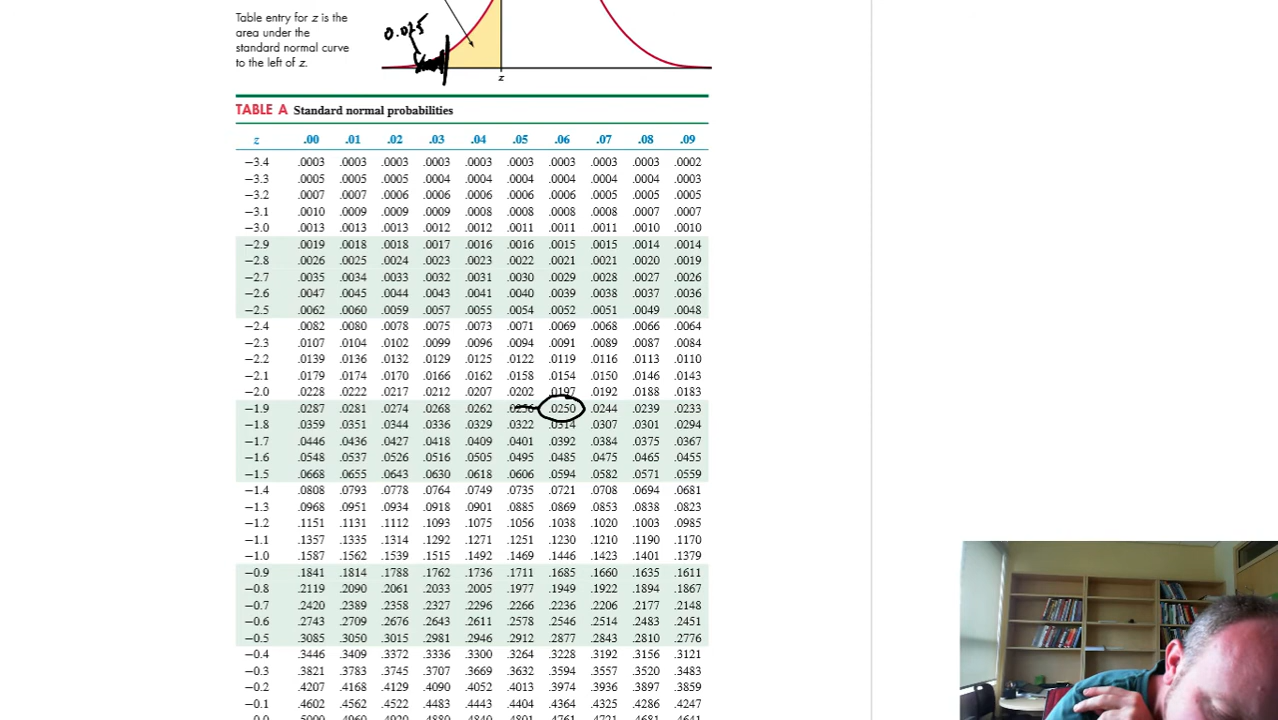 Table entry for z is the
area under the
standard normal curve
to the left of z.
0.025
z
TABLE A Standard normal probabilities
z .00 .01 .02 .03 .04 .05 .06 .07 .08 .09
−3.4 .0003 .0003 .0003 .0003 .0003 .0003 .0003 .0003 .0003 .0002
−3.3 .0005 .0005 .0005 .0004 .0004 .0004 .0004 .0004 .0004 .0003
−3.2 .0007 .0007 .0006 .0006 .0006 .0006 .0006 .0005 .0005 .0005
−3.1 .0010 .0009 .0009 .0009 .0008 .0008 .0008 .0008 .0007 .0007
−3.0 .0013 .0013 .0013 .0012 .0012 .0011 .0011 .0011 .0010 .0010
−2.9 .0019 .0018 .0018 .0017 .0016 .0016 .0015 .0015 .0014 .0014
−2.8 .0026 .0025 .0024 .0023 .0023 .0022 .0021 .0021 .0020 .0019
−2.7 .0035 .0034 .0033 .0032 .0031 .0030 .0029 .0028 .0027 .0026
−2.6 .0047 .0045 .0044 .0043 .0041 .0040 .0039 .0038 .0037 .0036
−2.5 .0062 .0060 .0059 .0057 .0055 .0054 .0052 .0051 .0049 .0048
−2.4 .0082 .0080 .0078 .0075 .0073 .0071 .0069 .0068 .0066 .0064
−2.3 .0107 .0104 .0102 .0099 .0096 .0094 .0091 .0089 .0087 .0084
−2.2 .0139 .0136 .0132 .0129 .0125 .0122 .0119 .0116 .0113 .0110
−2.1 .0179 .0174 .0170 .0166 .0162 .0158 .0154 .0150 .0146 .0143
−2.0 .0228 .0222 .0217 .0212 .0207 .0202 .0197 .0192 .0188 .0183
−1.9 .0287 .0281 .0274 .0268 .0262 .0256 .0250 .0244 .0239 .0233
−1.8 .0359 .0351 .0344 .0336 .0329 .0322 .0314 .0307 .0301 .0294
−1.7 .0446 .0436 .0427 .0418 .0409 .0401 .0392 .0384 .0375 .0367
−1.6 .0548 .0537 .0526 .0516 .0505 .0495 .0485 .0475 .0465 .0455
−1.5 .0668 .0655 .0643 .0630 .0618 .0606 .0594 .0582 .0571 .0559
−1.4 .0808 .0793 .0778 .0764 .0749 .0735 .0721 .0708 .0694 .0681
−1.3 .0968 .0951 .0934 .0918 .0901 .0885 .0869 .0853 .0838 .0823
−1.2 .1151 .1131 .1112 .1093 .1075 .1056 .1038 .1020 .1003 .0985
−1.1 .1357 .1335 .1314 .1292 .1271 .1251 .1230 .1210 .1190 .1170
−1.0 .1587 .1562 .1539 .1515 .1492 .1469 .1446 .1423 .1401 .1379
−0.9 .1841 .1814 .1788 .1762 .1736 .1711 .1685 .1660 .1635 .1611
−0.8 .2119 .2090 .2061 .2033 .2005 .1977 .1949 .1922 .1894 .1867
−0.7 .2420 .2389 .2358 .2327 .2296 .2266 .2236 .2206 .2177 .2148
−0.6 .2743 .2709 .2676 .2643 .2611 .2578 .2546 .2514 .2483 .2451
−0.5 .3085 .3050 .3015 .2981 .2946 .2912 .2877 .2843 .2810 .2776
−0.4 .3446 .3409 .3372 .3336 .3300 .3264 .3228 .3192 .3156 .3121
−0.3 .3821 .3783 .3745 .3707 .3669 .3632 .3594 .3557 .3520 .3483
−0.2 .4207 .4168 .4129 .4090 .4052 .4013 .3974 .3936 .3897 .3859
−0.1 .4602 .4562 .4522 .4483 .4443 .4404 .4364 .4325 .4286 .4247